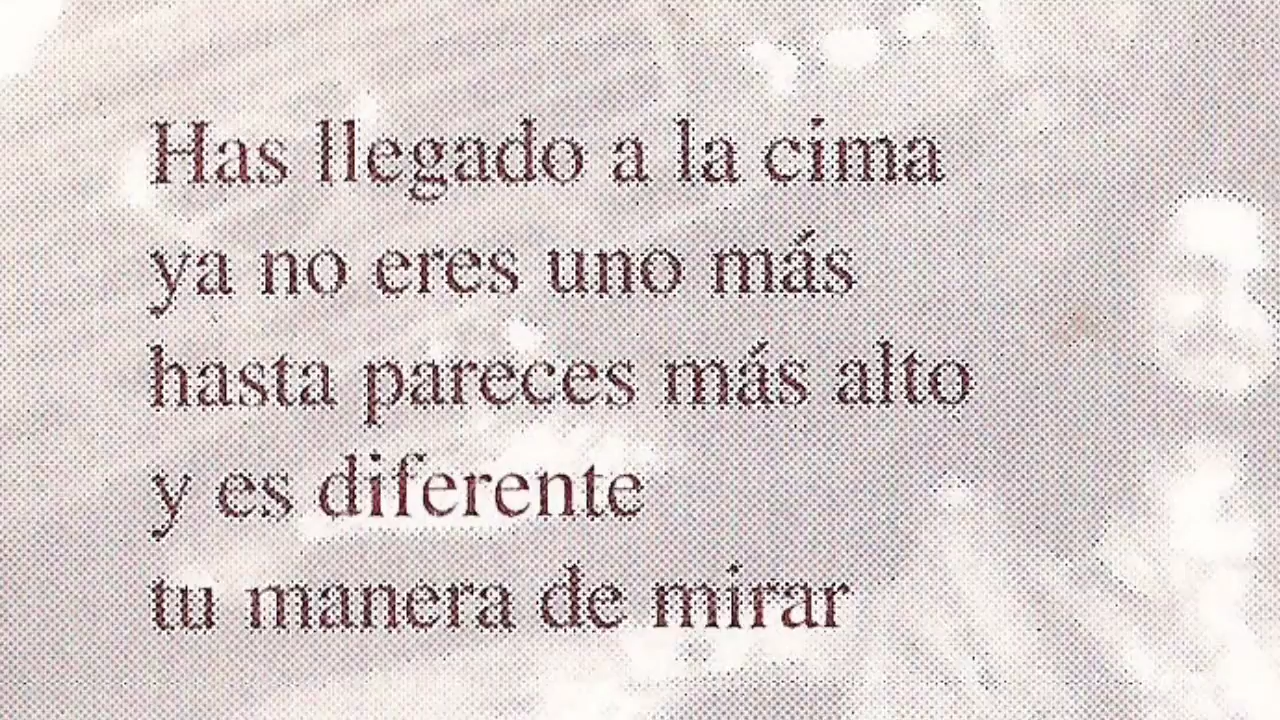 Has llegado a la cima
ya no eres uno más
hasta pareces más alto
y es diferente
tu manera de mirar